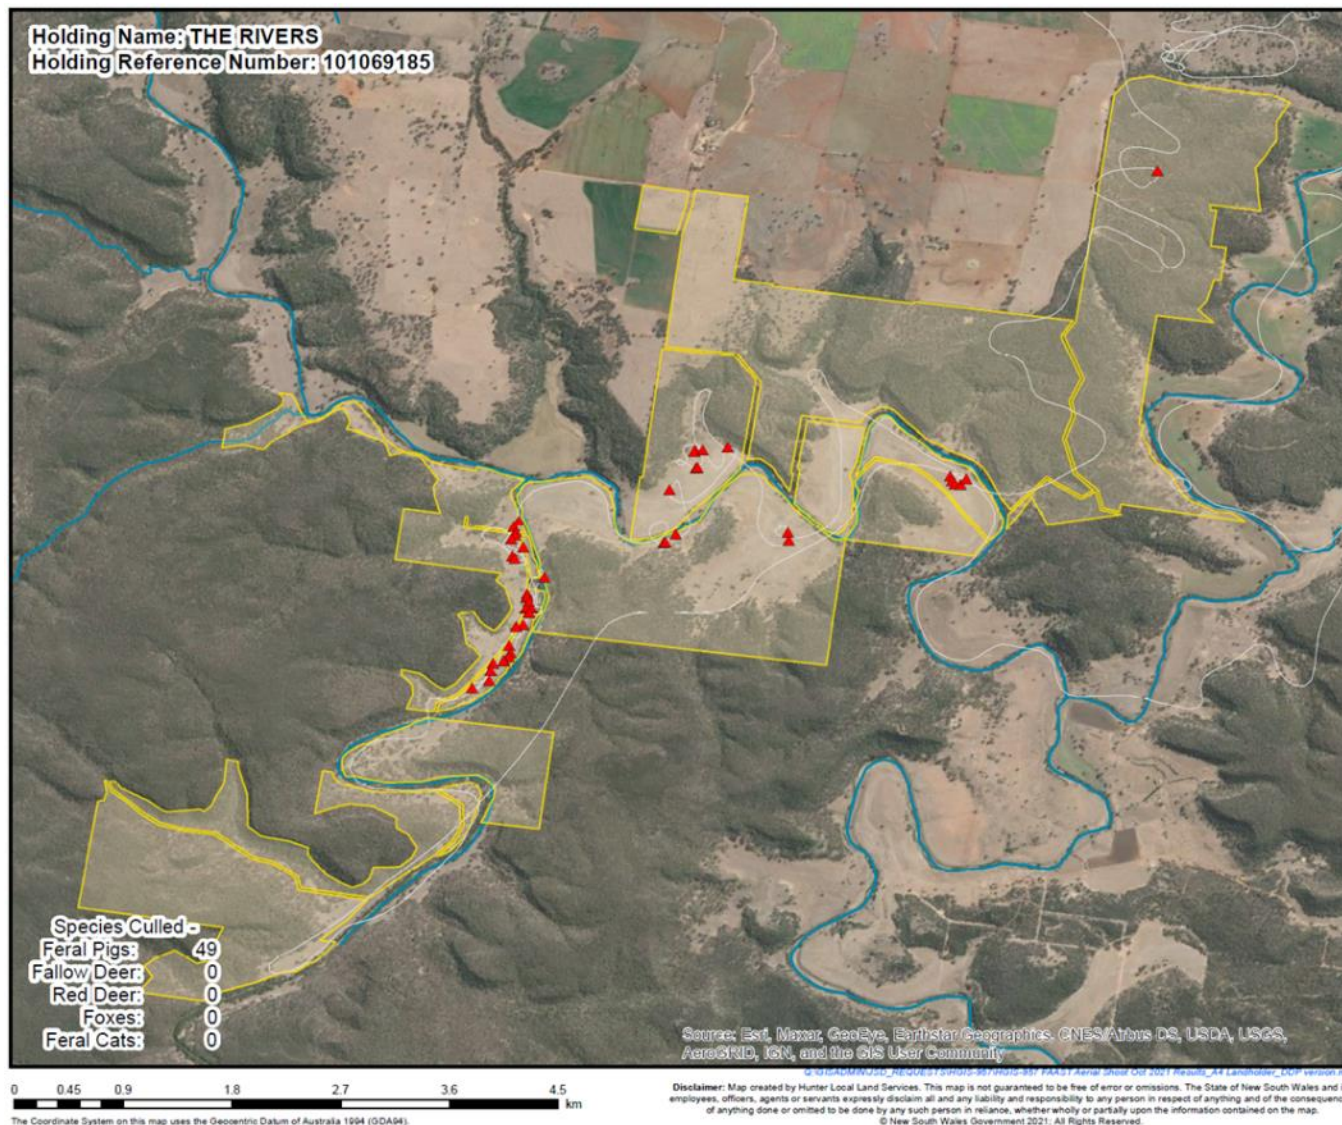 Holding Name: THE RIVERS
Holding Reference Number: 101069185
Species Culled -
Feral Pigs: 49
Fallow Deer: 0
Red Deer: 0
Foxes: 0
Feral Cats: 0
Source: Esri, Maxar, GeoEye, Earthstar Geographics, CNES/Airbus DS, USDA, USGS,
AeroGRID, IGN, and the GIS User Community
Aerial Shoot Oct 2021 Results_A4 Landholder_DDP version
0 0.45 0.9 1.8 2.7 3.6 4.5
km
The Coordinate System on this map uses the Geocentric Datum of Australia 1994 (GDA94).
Disclaimer: Map created by Hunter Local Land Services. This map is not guaranteed to be free of error or omissions. The State of New South Wales and
employees, officers, agents or servants expressly disclaim all and any liability and responsibility to any person in respect of anything and of the
of anything done or omitted to be done by any such person in reliance, whether wholly or partially upon the information contained on the map.
© New South Wales Government 2021: All Rights Reserved.